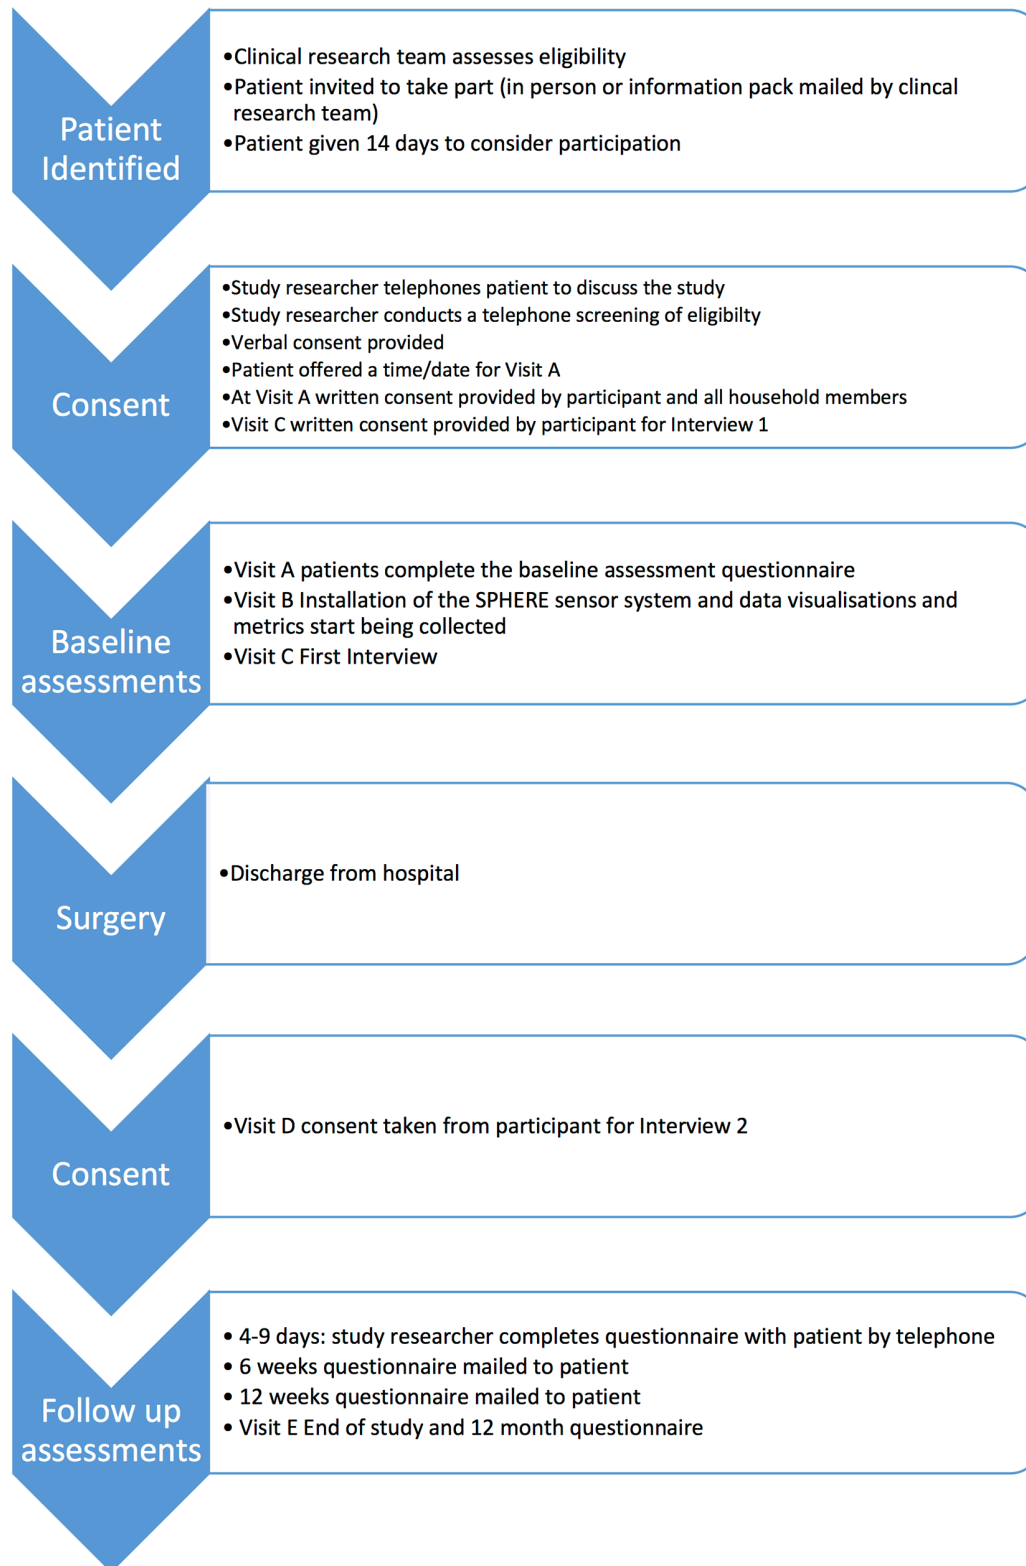 Patient
Identified
•Clinical research team assesses eligibility
•Patient invited to take part (in person or information pack mailed by clincal
research team)
•Patient given 14 days to consider participation
Consent
•Study researcher telephones patient to discuss the study
•Study researcher conducts a telephone screening of eligibilty
•Verbal consent provided
•Patient offered a time/date for Visit A
•At Visit A written consent provided by participant and all household members
•Visit C written consent provided by participant for Interview 1
Baseline
assessments
•Visit A patients complete the baseline assessment questionnaire
•Visit B Installation of the SPHERE sensor system and data visualisations and
metrics start being collected
•Visit C First Interview
Surgery
•Discharge from hospital
Consent
•Visit D consent taken from participant for Interview 2
Follow up
assessments
• 4-9 days: study researcher completes questionnaire with patient by telephone
• 6 weeks questionnaire mailed to patient
• 12 weeks questionnaire mailed to patient
• Visit E End of study and 12 month questionnaire